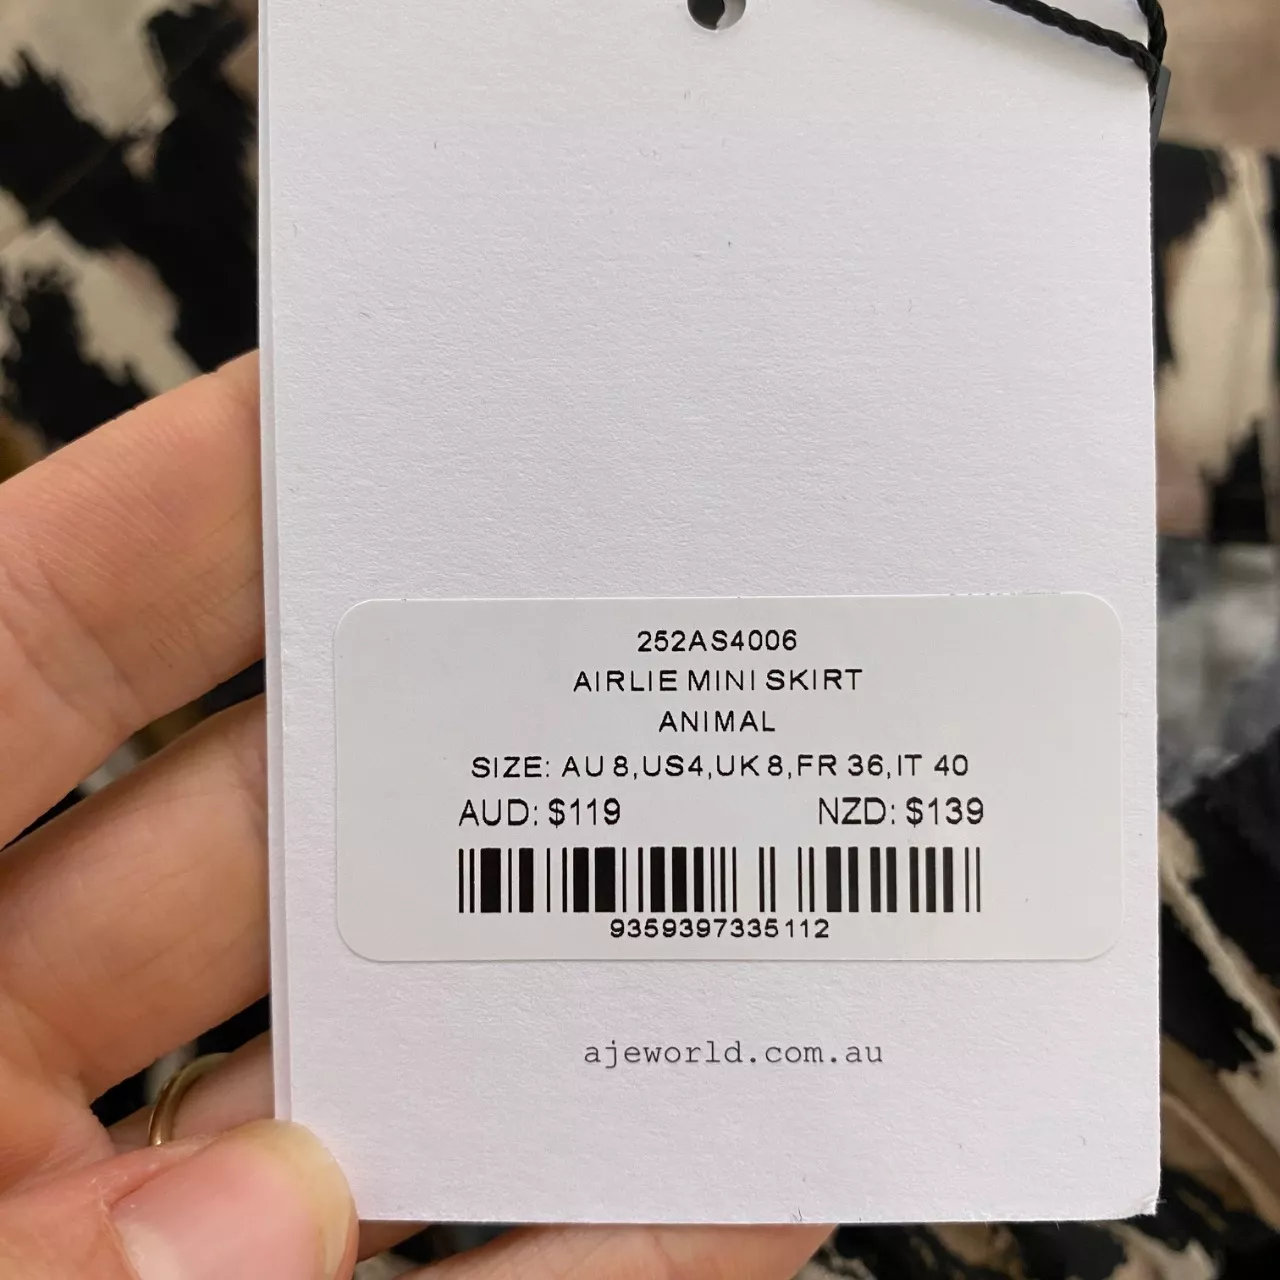 252AS4006
AIRLIE MINI SKIRT
ANIMAL
SIZE: AU 8,US4,UK 8,FR 36,IT 40
AUD: $119 NZD: $139
9359397335112
ajeworld.com.au